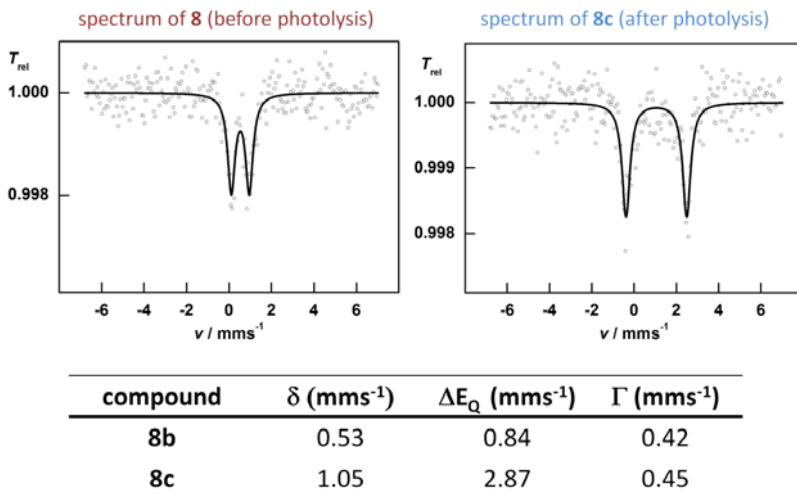 spectrum of 8 (before photolysis)
spectrum of 8c (after photolysis)
T_rel
1.000
0.998
-6 -4 -2 0 2 4 6
v / mms⁻¹
T_rel
1.000
0.999
0.998
-6 -4 -2 0 2 4 6
v / mms⁻¹
compound δ (mms⁻¹) ΔE_Q (mms⁻¹) Γ (mms⁻¹)
8b 0.53 0.84 0.42
8c 1.05 2.87 0.45